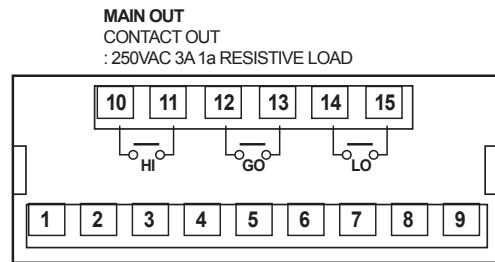 MAIN OUT
CONTACT OUT
: 250VAC 3A 1a RESISTIVE LOAD
10 11 12 13 14 15
HI GO LO
1 2 3 4 5 6 7 8 9